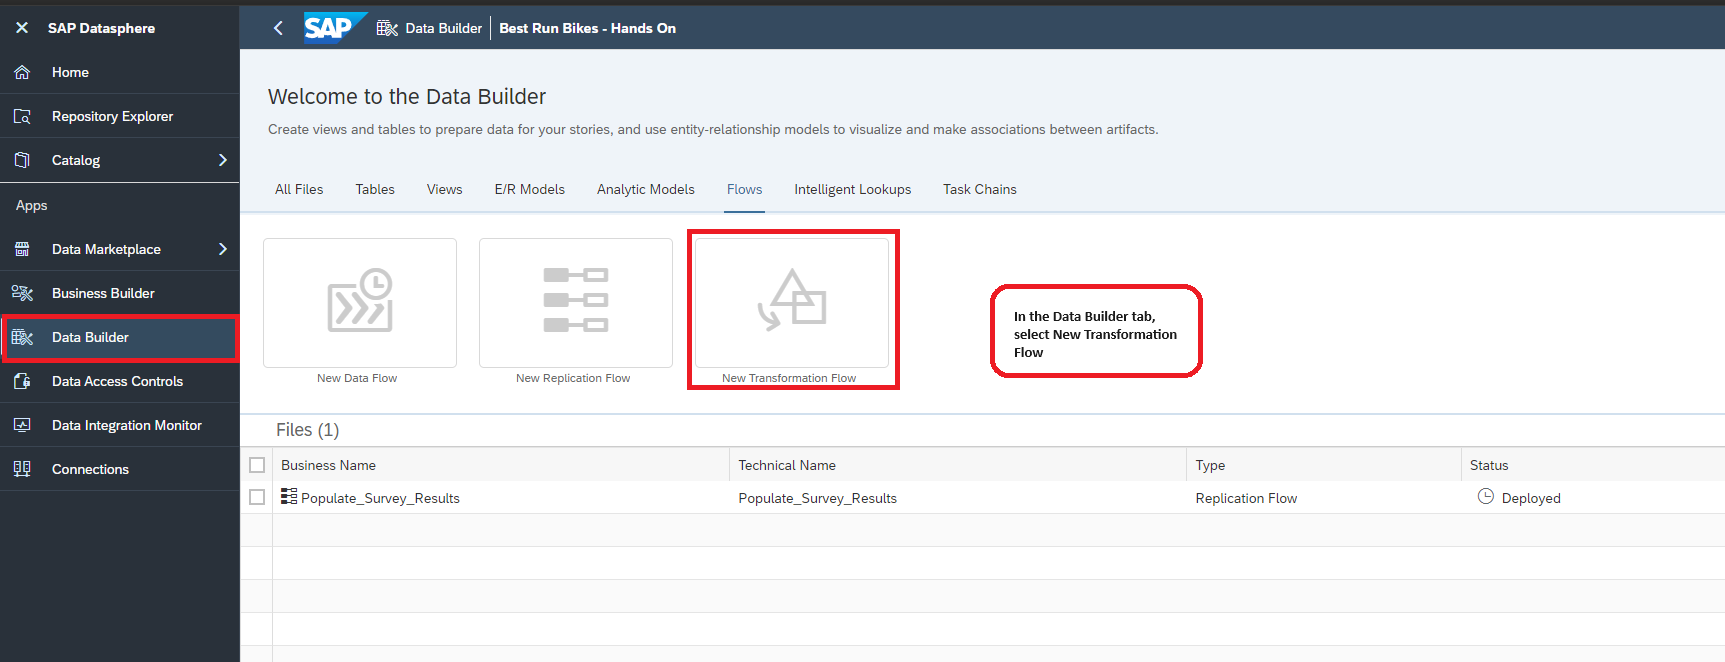 SAP Datasphere
SAP Data Builder Best Run Bikes - Hands On
Home
Repository Explorer
Catalog
Apps
Data Marketplace
Business Builder
Data Builder
Data Access Controls
Data Integration Monitor
Connections
Welcome to the Data Builder
Create views and tables to prepare data for your stories, and use entity-relationship models to visualize and make associations between artifacts.
All Files Tables Views E/R Models Analytic Models Flows Intelligent Lookups Task Chains
New Data Flow New Replication Flow New Transformation Flow
In the Data Builder tab,
select New Transformation
Flow
Files (1)
Business Name Technical Name Type Status
Populate_Survey_Results Populate_Survey_Results Replication Flow Deployed